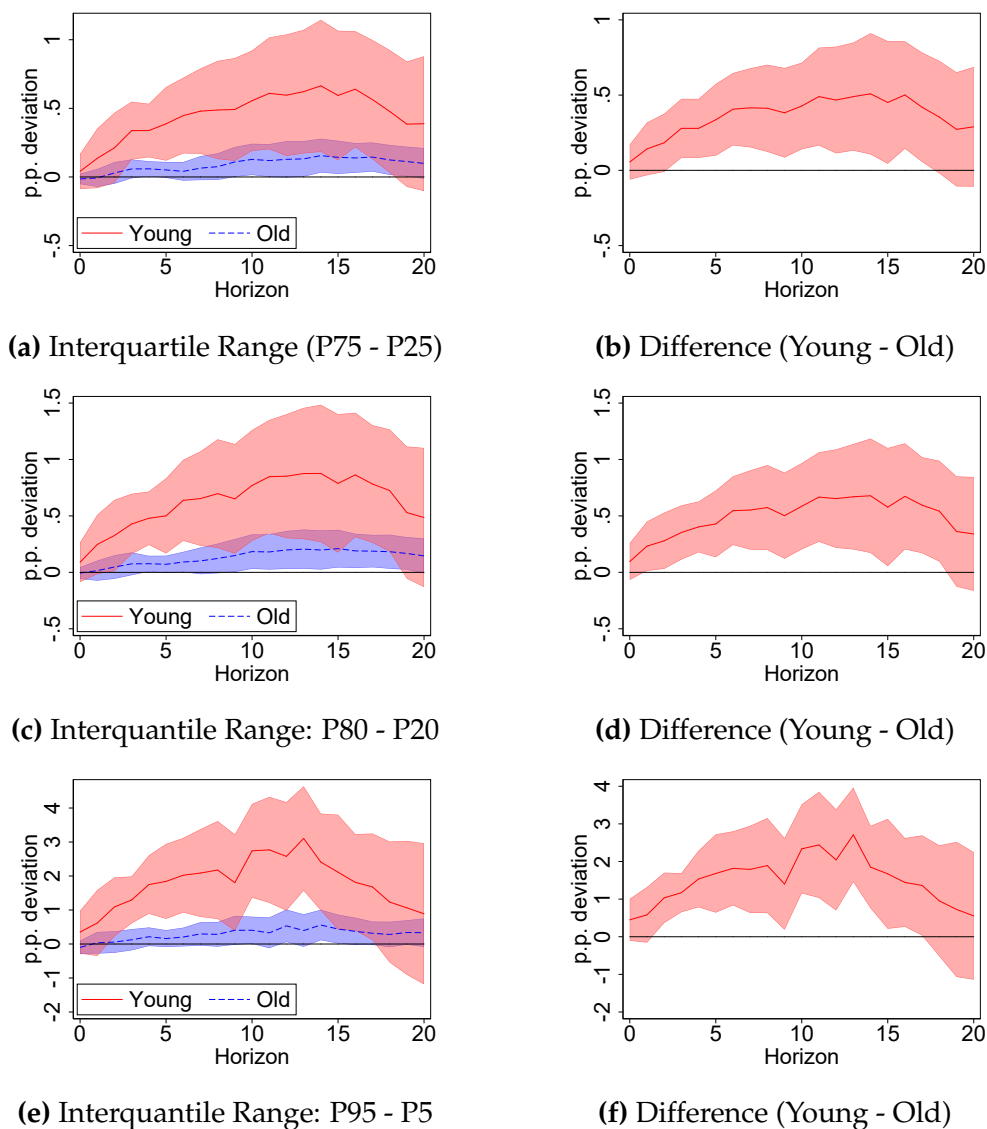 p.p. deviation
1
.5
0
-.5
Young
Old
0 5 10 15 20
Horizon
(a) Interquartile Range (P75 - P25)
p.p. deviation
1
.5
0
-.5
0 5 10 15 20
Horizon
(b) Difference (Young - Old)
p.p. deviation
1.5
1
.5
0
-.5
Young
Old
0 5 10 15 20
Horizon
(c) Interquantile Range: P80 - P20
p.p. deviation
1.5
1
.5
0
-.5
0 5 10 15 20
Horizon
(d) Difference (Young - Old)
p.p. deviation
4
3
2
1
0
-1
-2
Young
Old
0 5 10 15 20
Horizon
(e) Interquantile Range: P95 - P5
p.p. deviation
4
3
2
1
0
-1
-2
0 5 10 15 20
Horizon
(f) Difference (Young - Old)